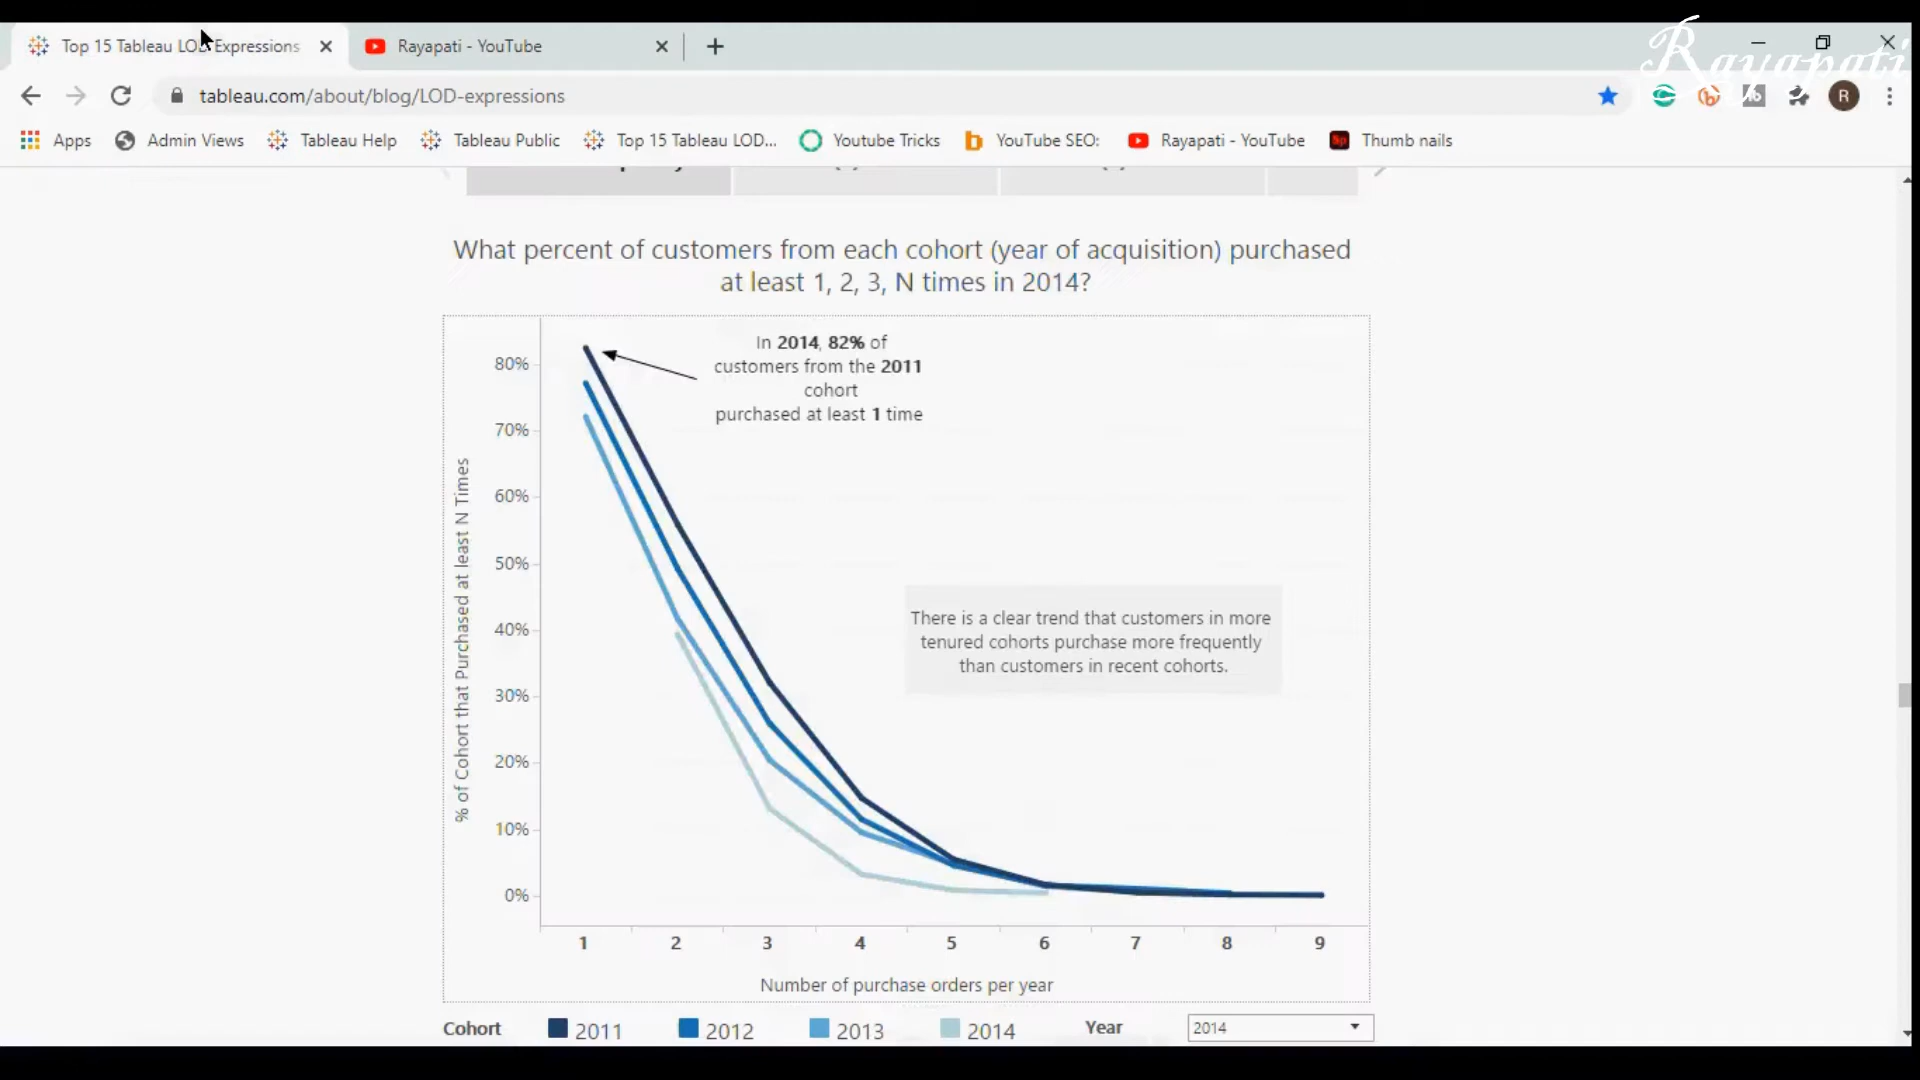 Top 15 Tableau LOD Expressions
Rayapati - YouTube
Rayapati
tableau.com/about/blog/LOD-expressions
R
Apps
Admin Views
Tableau Help
Tableau Public
Top 15 Tableau LOD...
Youtube Tricks
YouTube SEO:
Rayapati - YouTube
Sp
Thumb nails
What percent of customers from each cohort (year of acquisition) purchased
at least 1, 2, 3, N times in 2014?
In 2014, 82% of
customers from the 2011
cohort
purchased at least 1 time
80%
70%
60%
50%
40%
30%
20%
10%
0%
% of Cohort that Purchased at least N Times
There is a clear trend that customers in more
tenured cohorts purchase more frequently
than customers in recent cohorts.
1 2 3 4 5 6 7 8 9
Number of purchase orders per year
Cohort 2011 2012 2013 2014 Year 2014